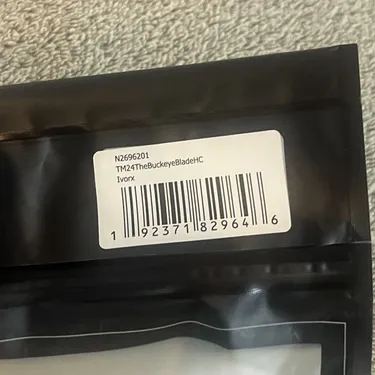 N2696201
TM24TheBuckeyeBladeHC
Ivorx
1 92371 82964 6